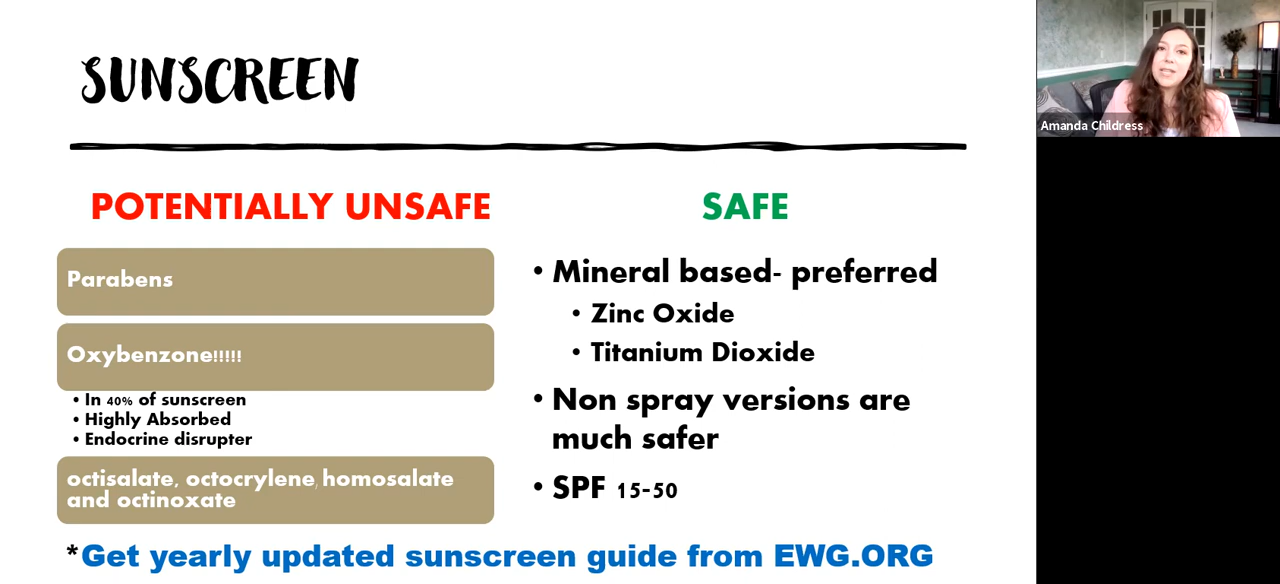 SUNSCREEN
POTENTIALLY UNSAFE
Parabens
Oxybenzone!!!!!
• In 40% of sunscreen
• Highly Absorbed
• Endocrine disrupter
octisalate, octocrylene, homosalate
and octinoxate
SAFE
• Mineral based- preferred
• Zinc Oxide
• Titanium Dioxide
• Non spray versions are
much safer
• SPF 15-50
*Get yearly updated sunscreen guide from EWG.ORG
Amanda Childress